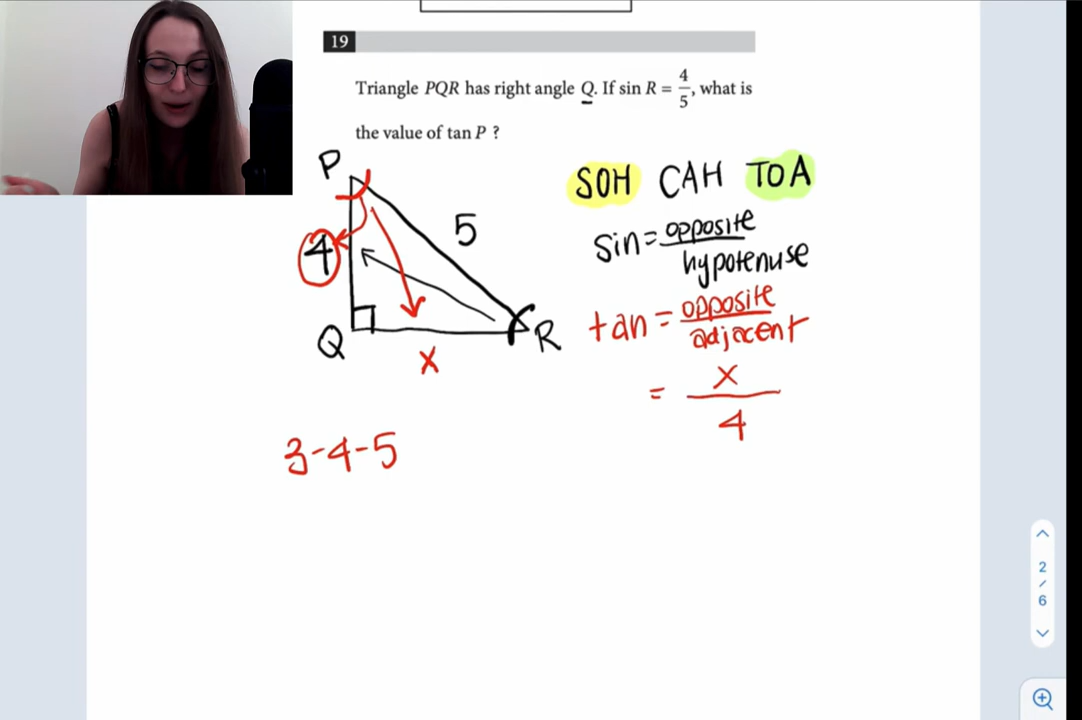 19
Triangle PQR has right angle Q. If sin R = 4/5, what is
the value of tan P ?
P
SOH CAH TOA
5
4
sin = opposite/hypotenuse
tan = opposite/adjacent
Q
R
x
= x/4
3-4-5
2
/
6